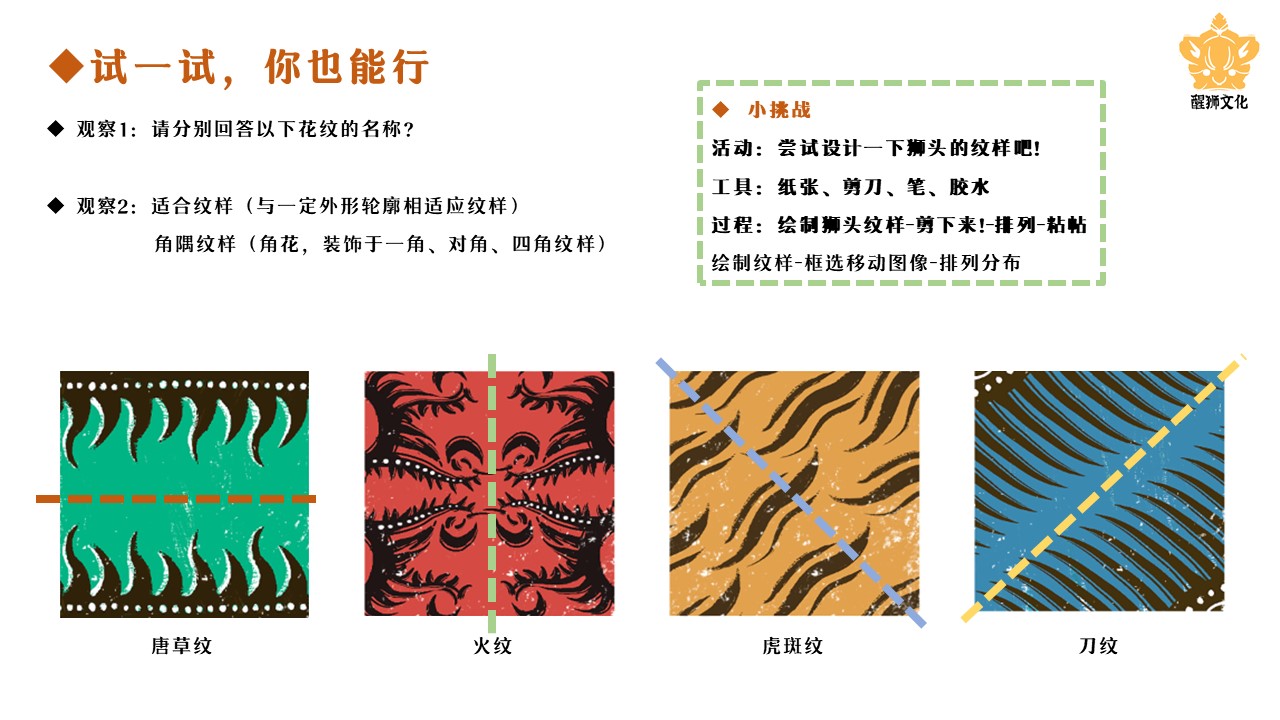 ◆试一试，你也能行
◆ 观察1：请分别回答以下花纹的名称？
◆ 观察2：适合纹样（与一定外形轮廓相适应纹样）
角隅纹样（角花，装饰于一角、对角、四角纹样）
◆ 小挑战
活动：尝试设计一下狮头的纹样吧！
工具：纸张、剪刀、笔、胶水
过程：绘制狮头纹样-剪下来！-排列-粘帖
绘制纹样-框选移动图像-排列分布
醒狮文化
唐草纹
火纹
虎斑纹
刀纹